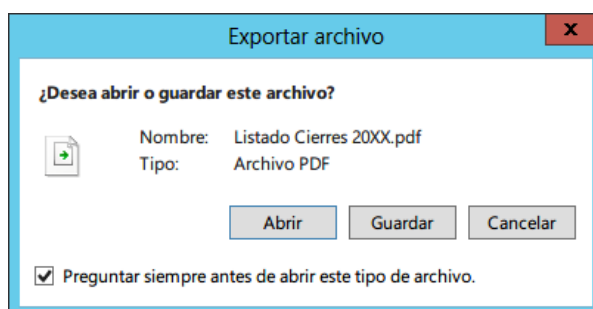 Exportar archivo
x
¿Desea abrir o guardar este archivo?
Nombre: Listado Cierres 20XX.pdf
Tipo: Archivo PDF
Abrir Guardar Cancelar
Preguntar siempre antes de abrir este tipo de archivo.